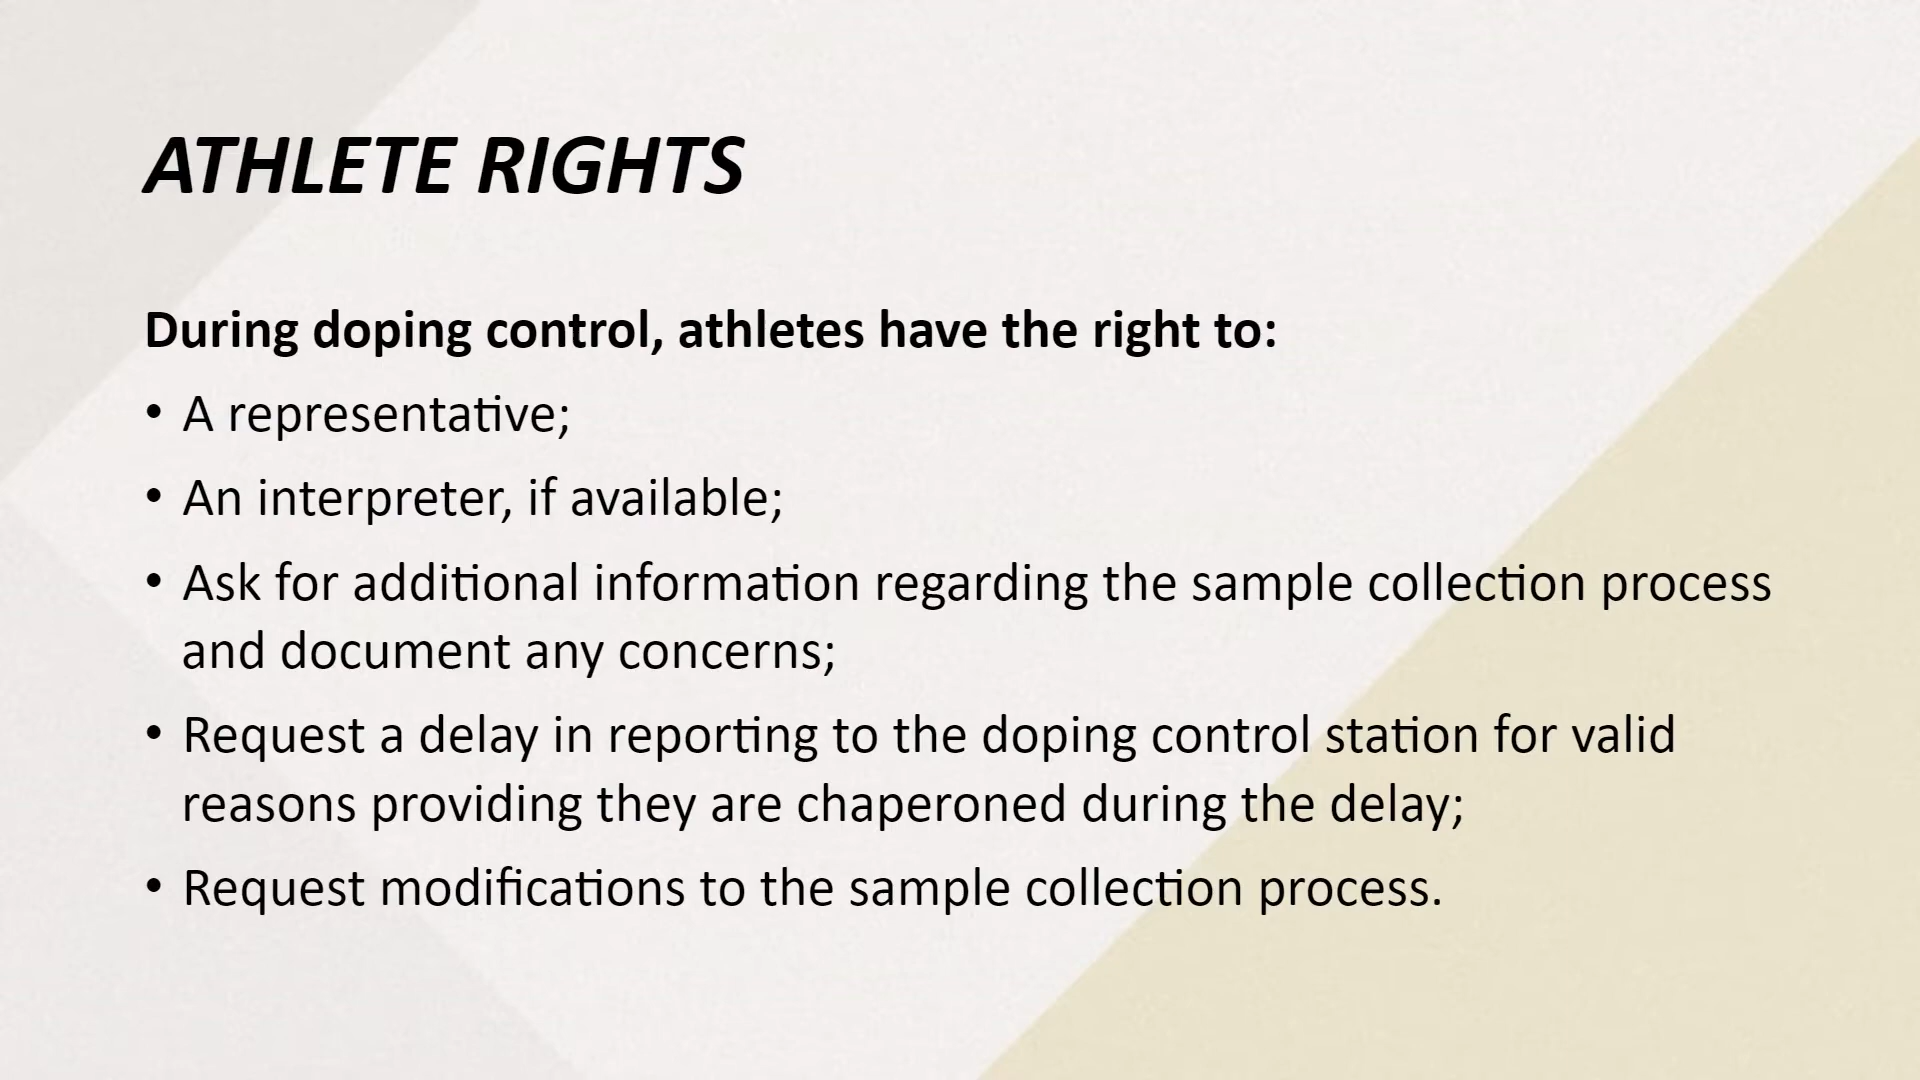 ATHLETE RIGHTS
During doping control, athletes have the right to:
• A representative;
• An interpreter, if available;
• Ask for additional information regarding the sample collection process
and document any concerns;
• Request a delay in reporting to the doping control station for valid
reasons providing they are chaperoned during the delay;
• Request modifications to the sample collection process.